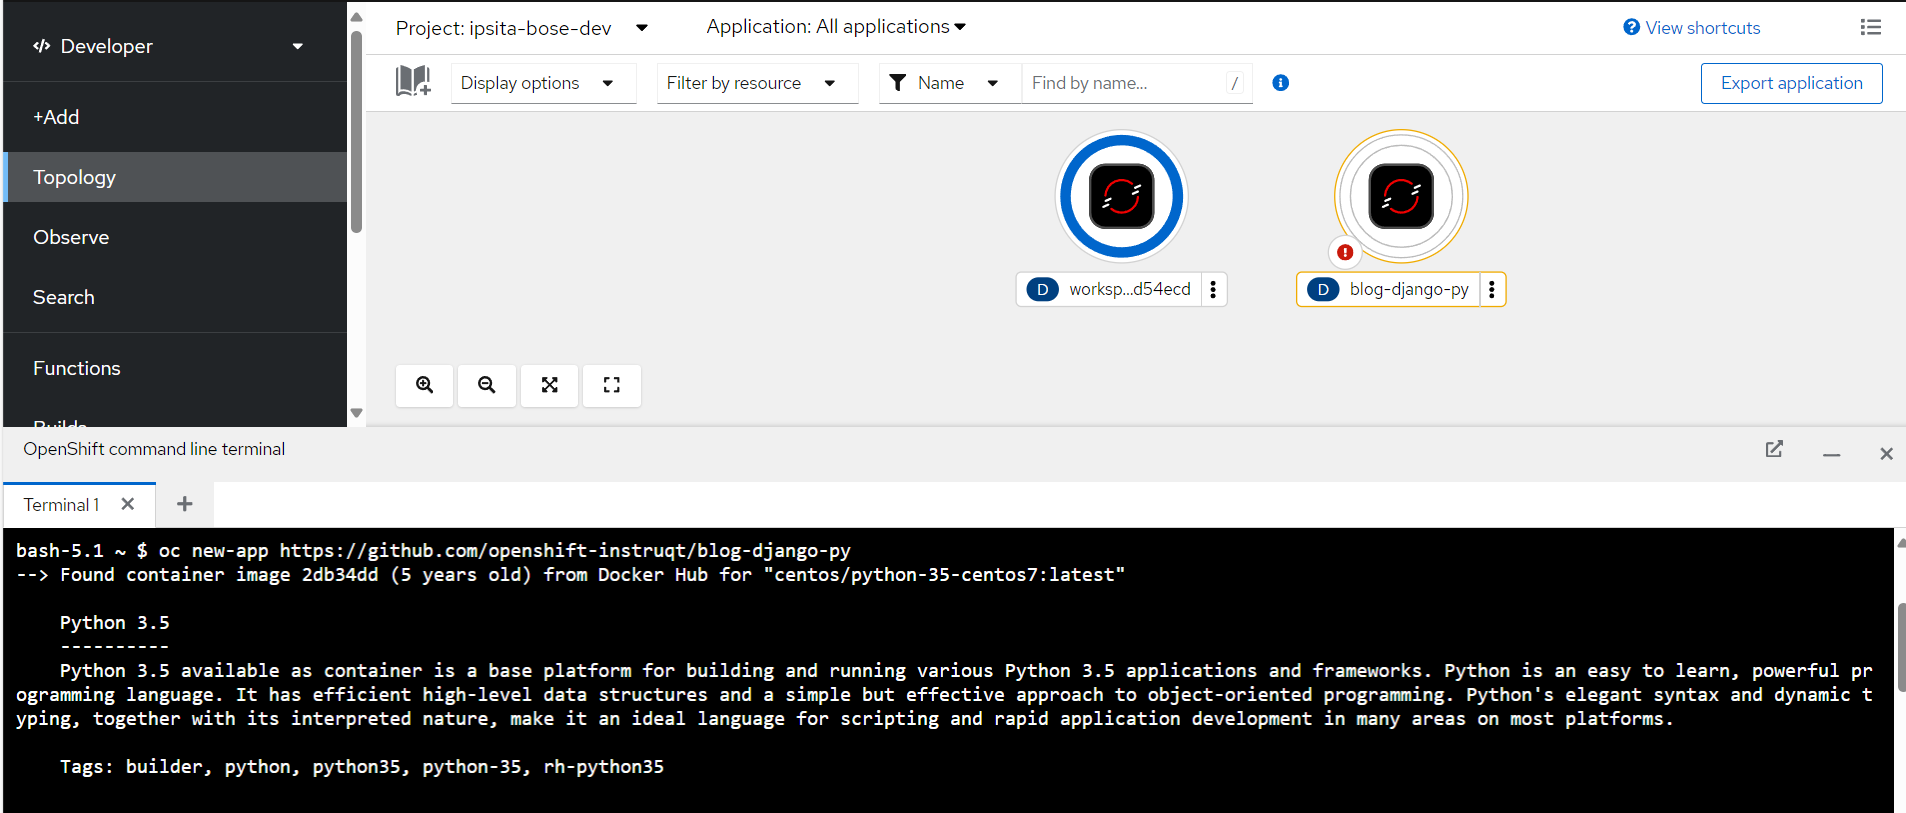 Developer
Project: ipsita-bose-dev
Application: All applications
View shortcuts
Display options
Filter by resource
Name
Find by name...
/
Export application
+Add
Topology
Observe
Search
Functions
Builds
D worksp...d54ecd
D blog-django-py
OpenShift command line terminal
Terminal 1
bash-5.1 ~ $ oc new-app https://github.com/openshift-instruqt/blog-django-py
--> Found container image 2db34dd (5 years old) from Docker Hub for "centos/python-35-centos7:latest"
Python 3.5
----------
Python 3.5 available as container is a base platform for building and running various Python 3.5 applications and frameworks. Python is an easy to learn, powerful pr
ogramming language. It has efficient high-level data structures and a simple but effective approach to object-oriented programming. Python's elegant syntax and dynamic t
yping, together with its interpreted nature, make it an ideal language for scripting and rapid application development in many areas on most platforms.
Tags: builder, python, python35, python-35, rh-python35